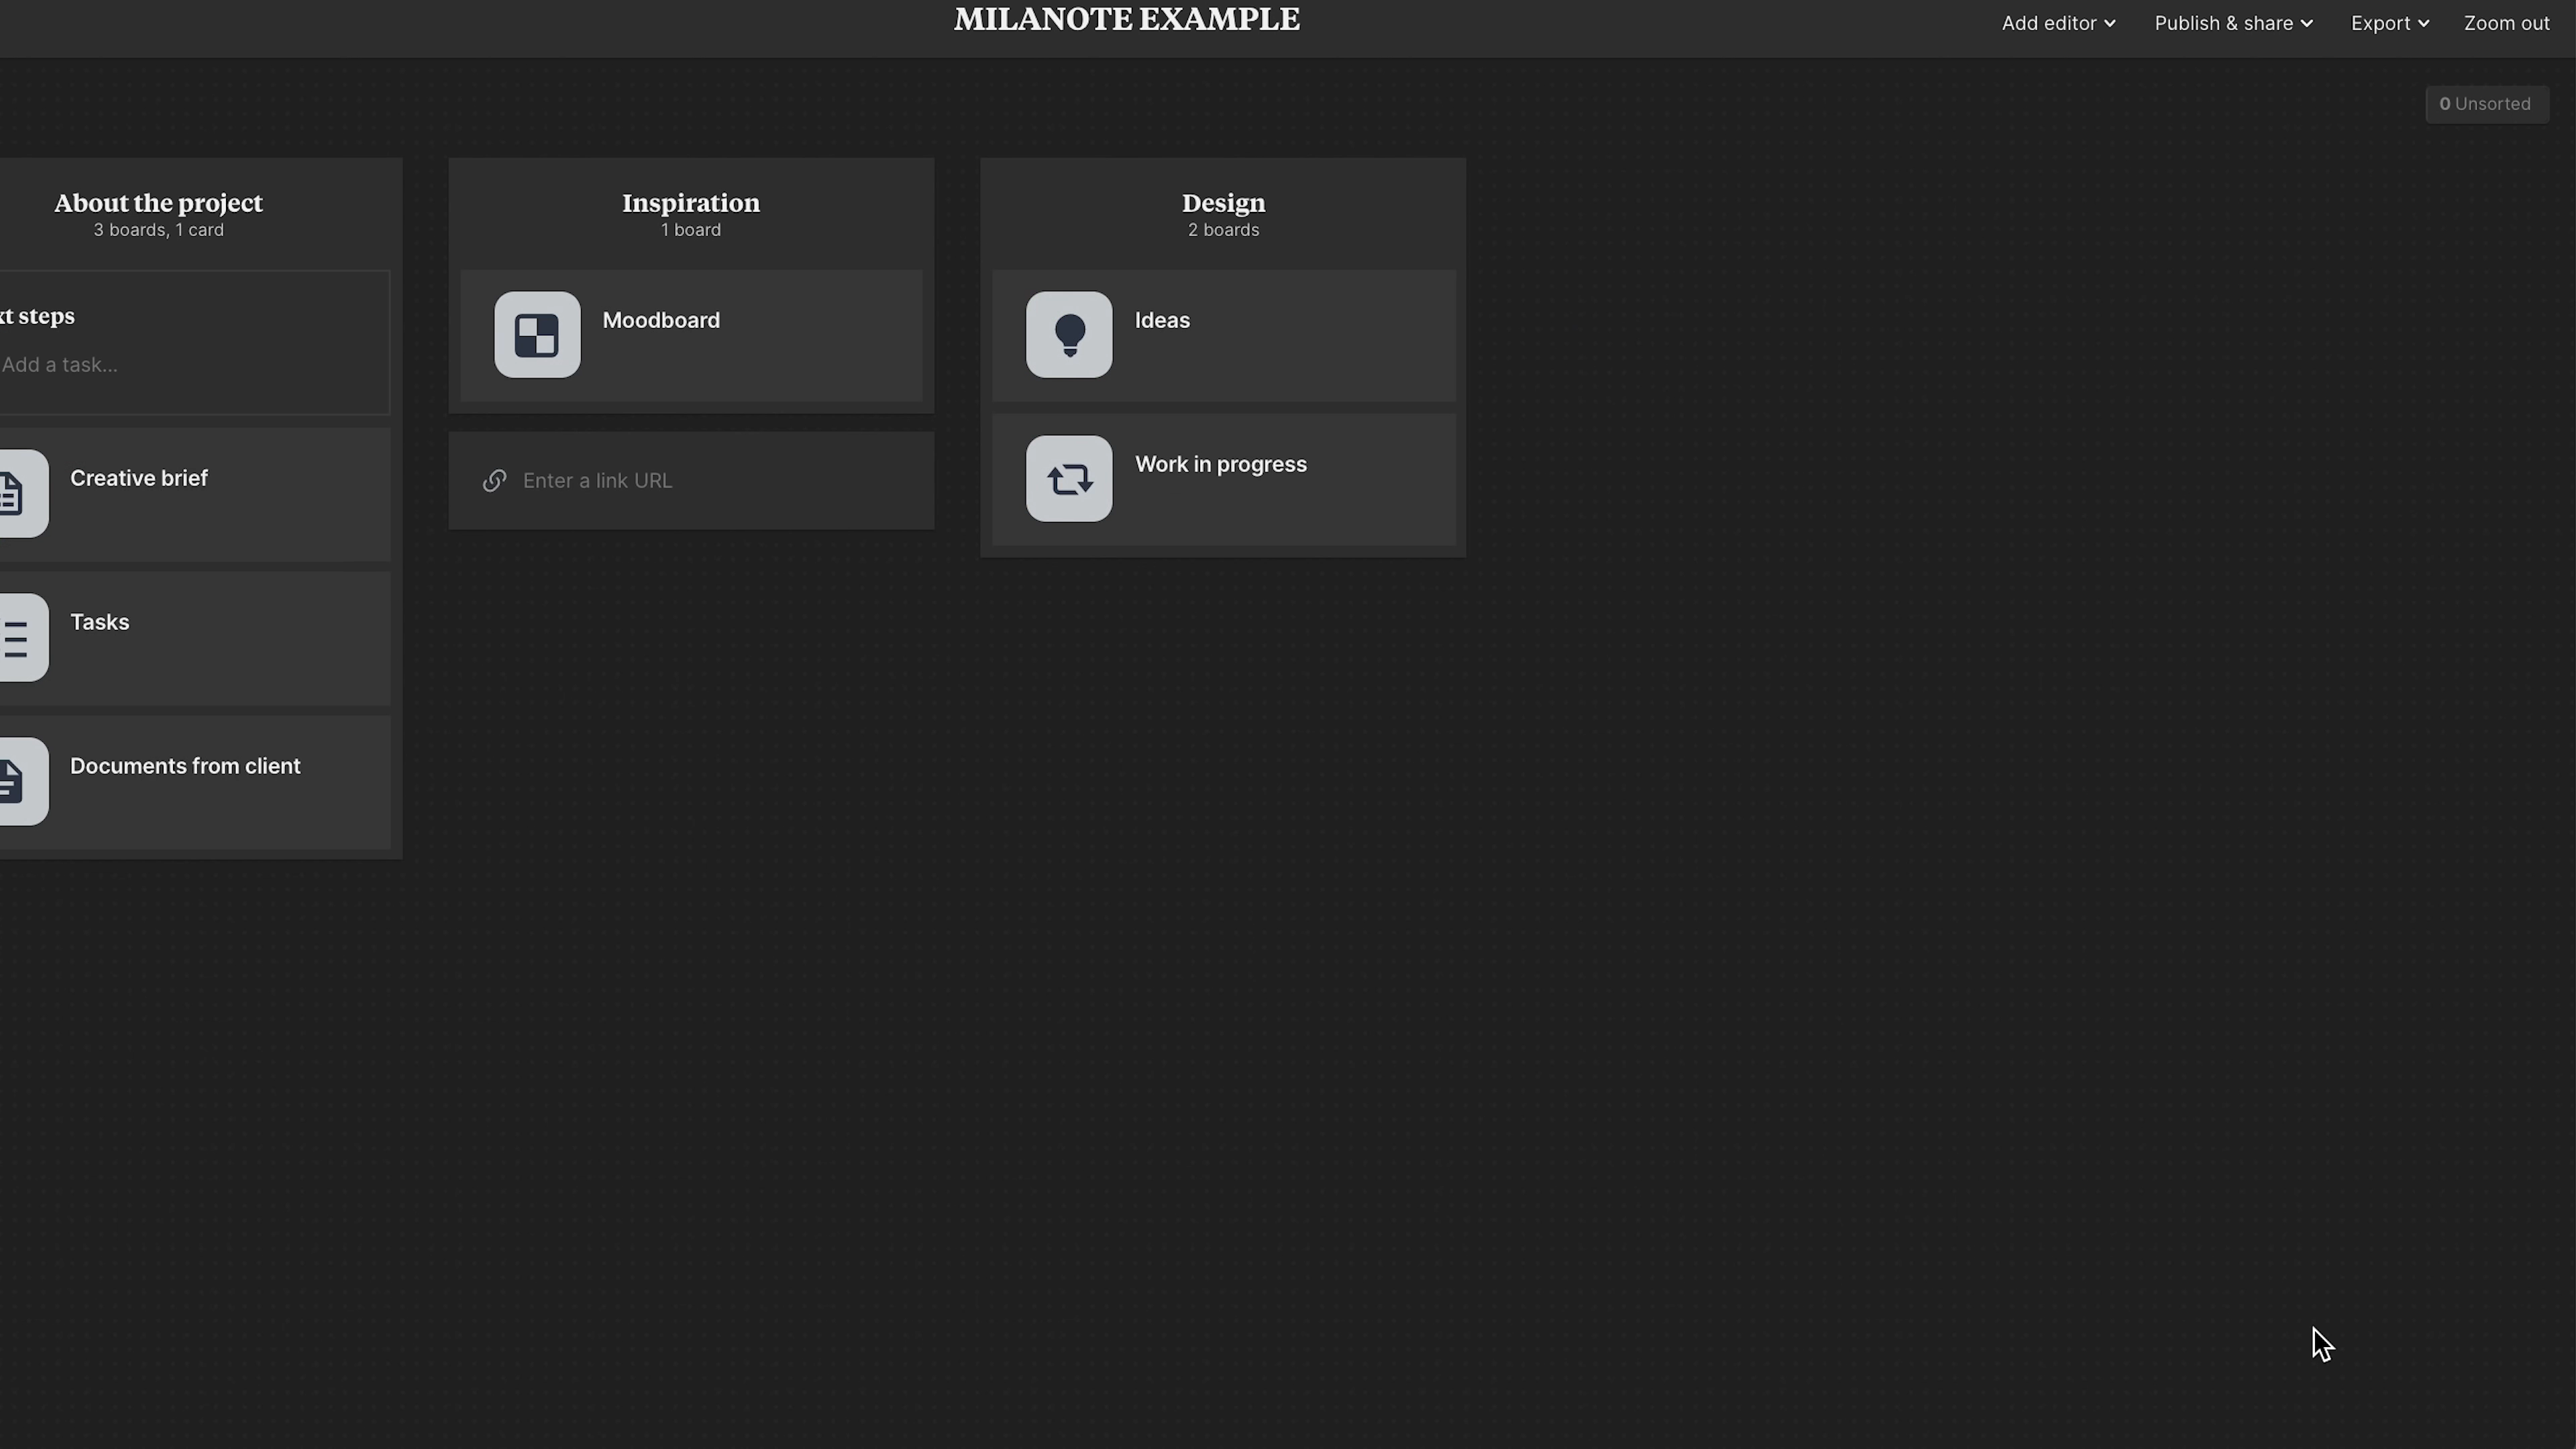 MILANOTE EXAMPLE
Add editor
Publish & share
Export
Zoom out
0 Unsorted
About the project
3 boards, 1 card
xt steps
Add a task...
Creative brief
Tasks
Documents from client
Inspiration
1 board
Moodboard
Enter a link URL
Design
2 boards
Ideas
Work in progress